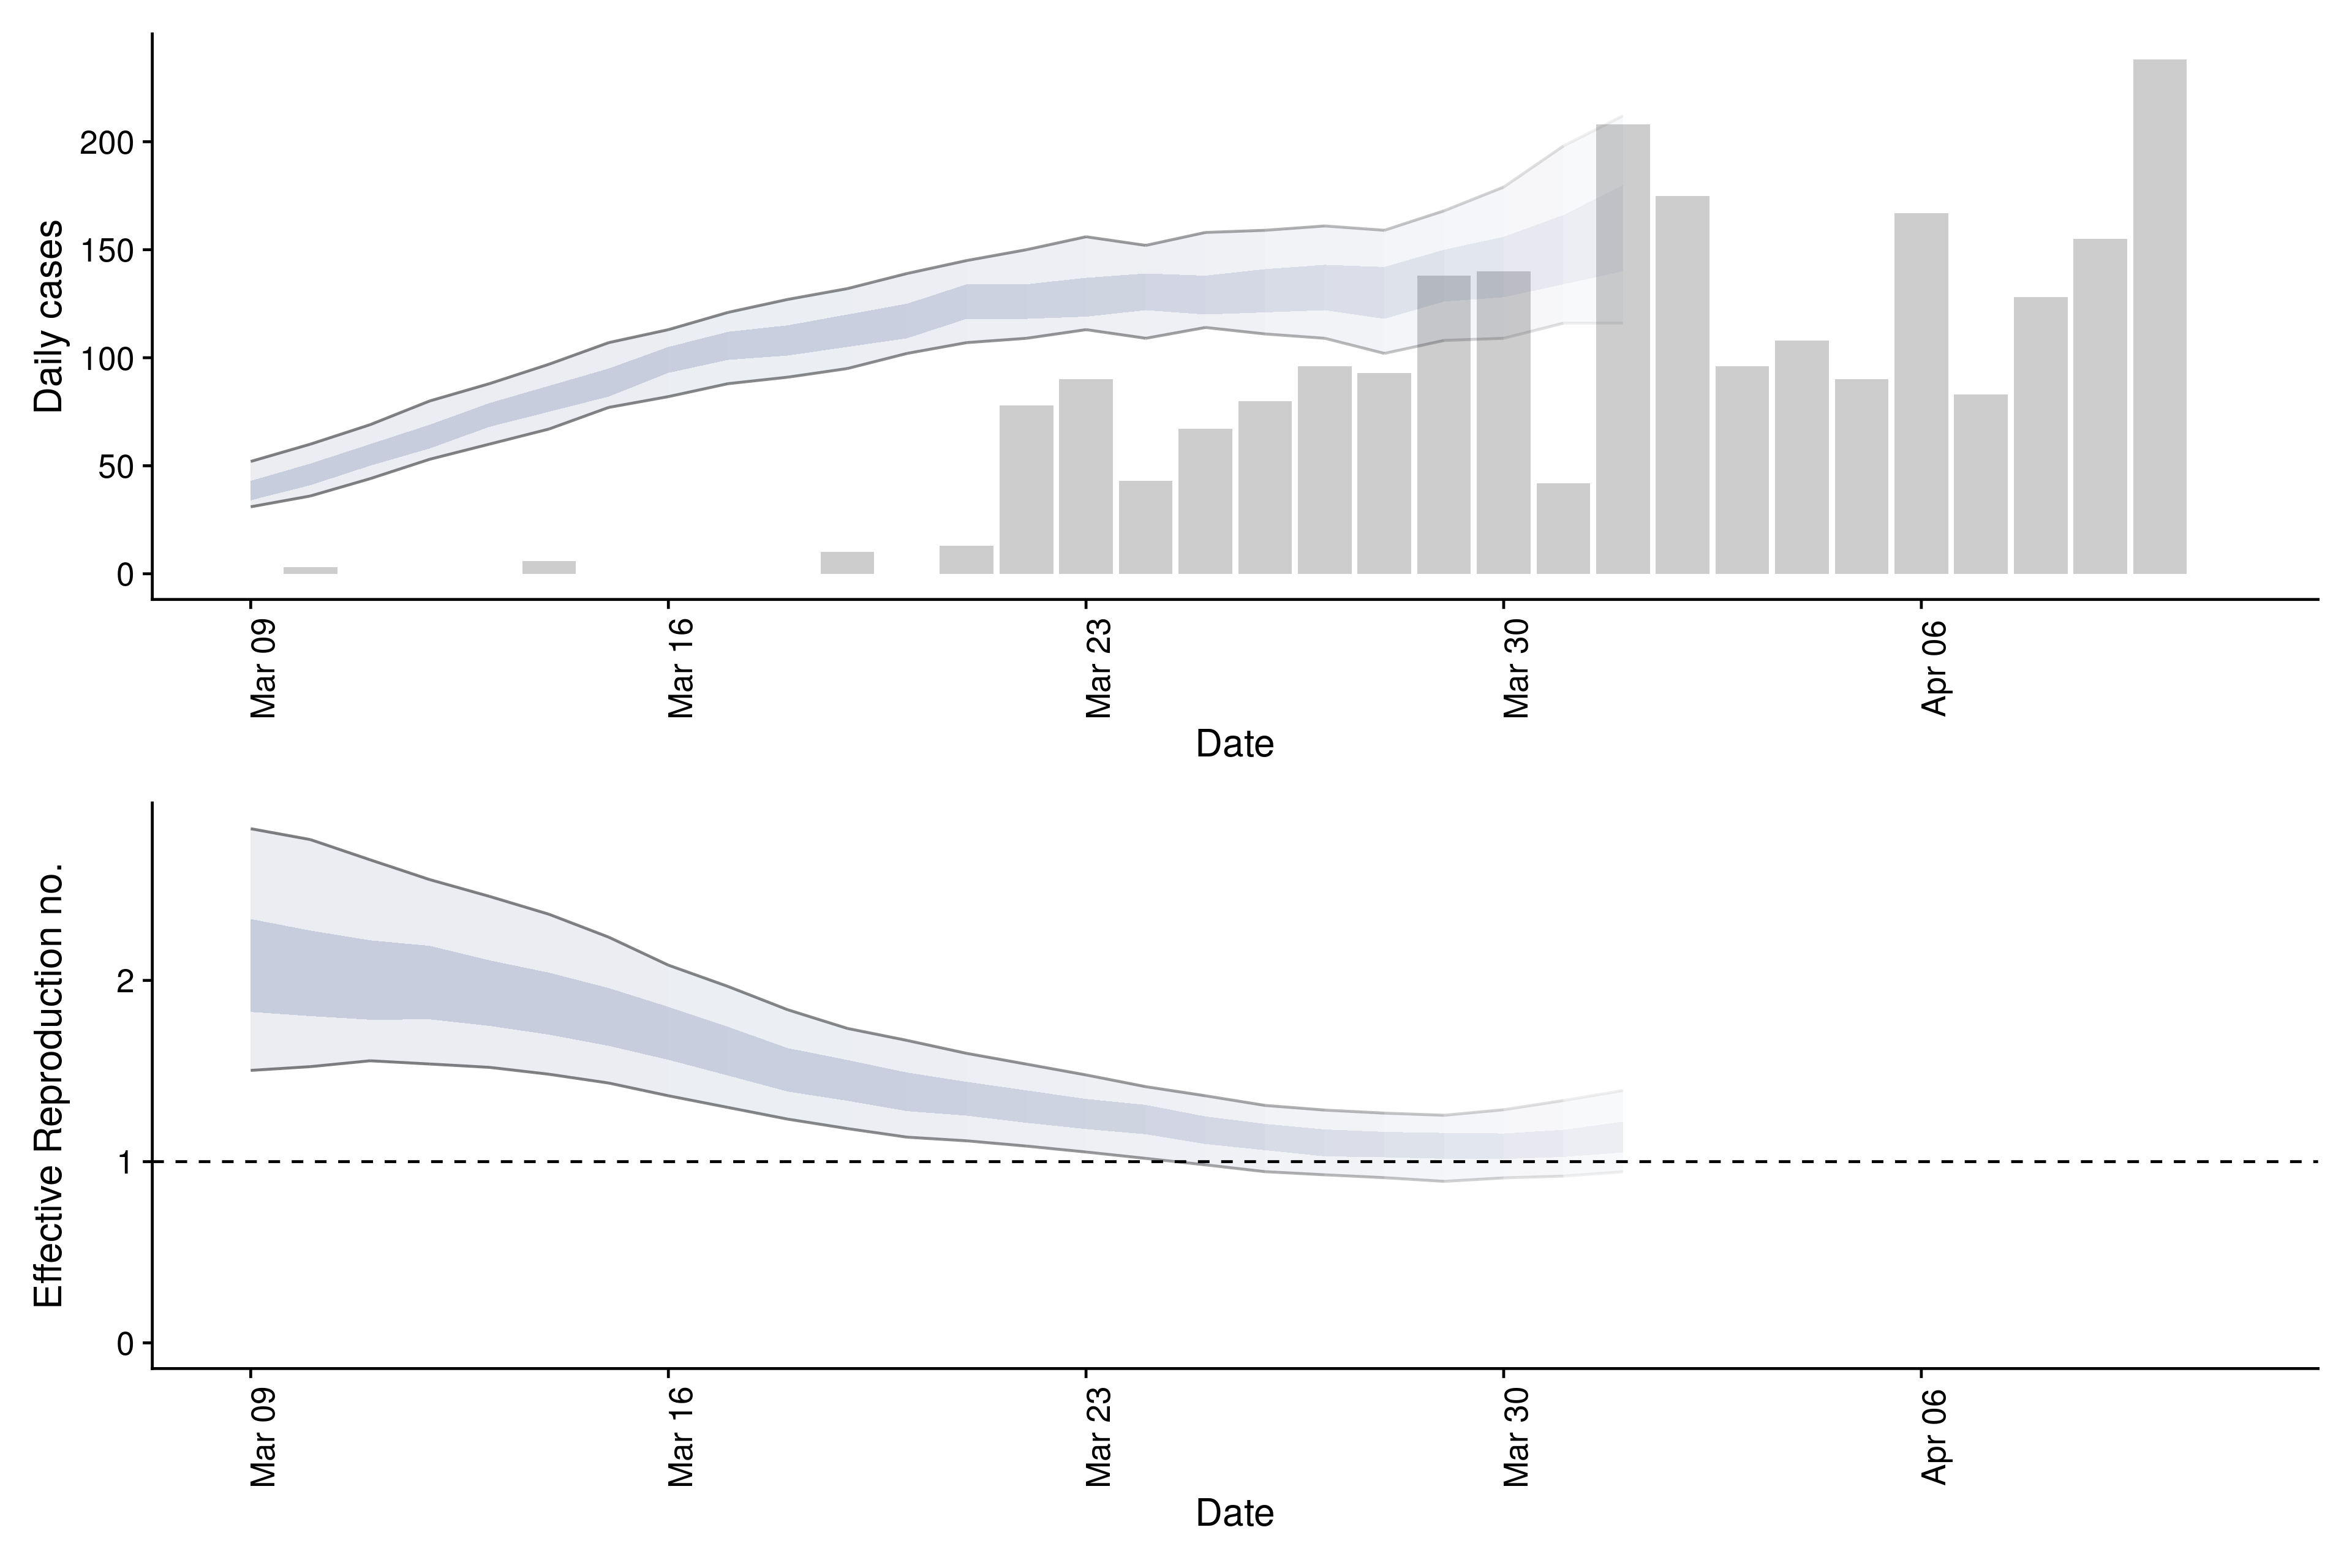 Daily cases
200
150
100
50
0
Mar 09
Mar 16
Mar 23
Mar 30
Apr 06
Date
Effective Reproduction no.
2
1
0
Mar 09
Mar 16
Mar 23
Mar 30
Apr 06
Date